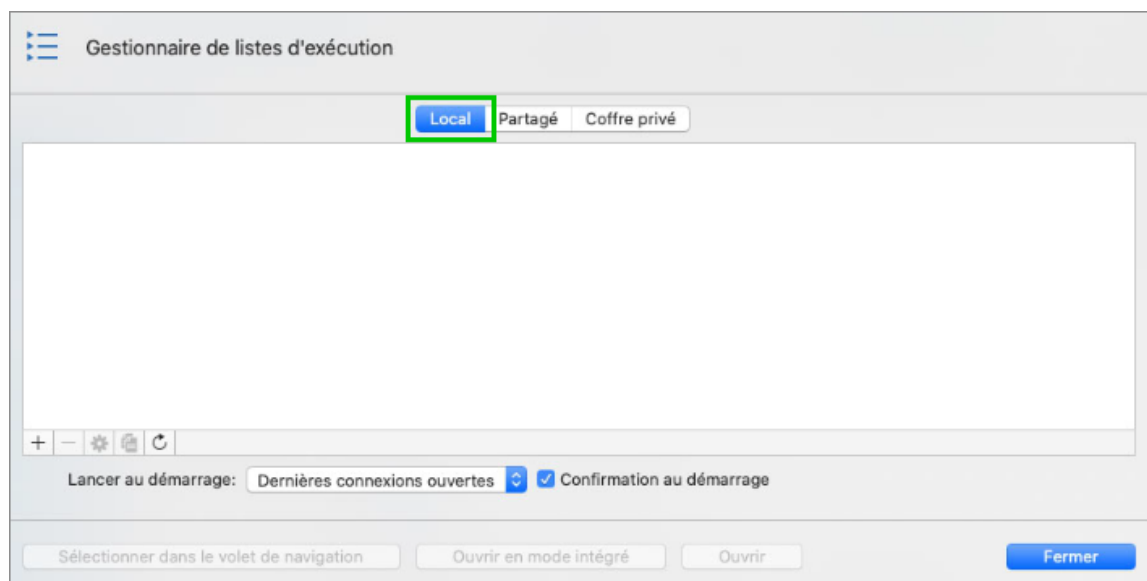 Gestionnaire de listes d'exécution
Local Partagé Coffre privé
Lancer au démarrage: Dernières connexions ouvertes Confirmation au démarrage
Sélectionner dans le volet de navigation Ouvrir en mode intégré Ouvrir Fermer